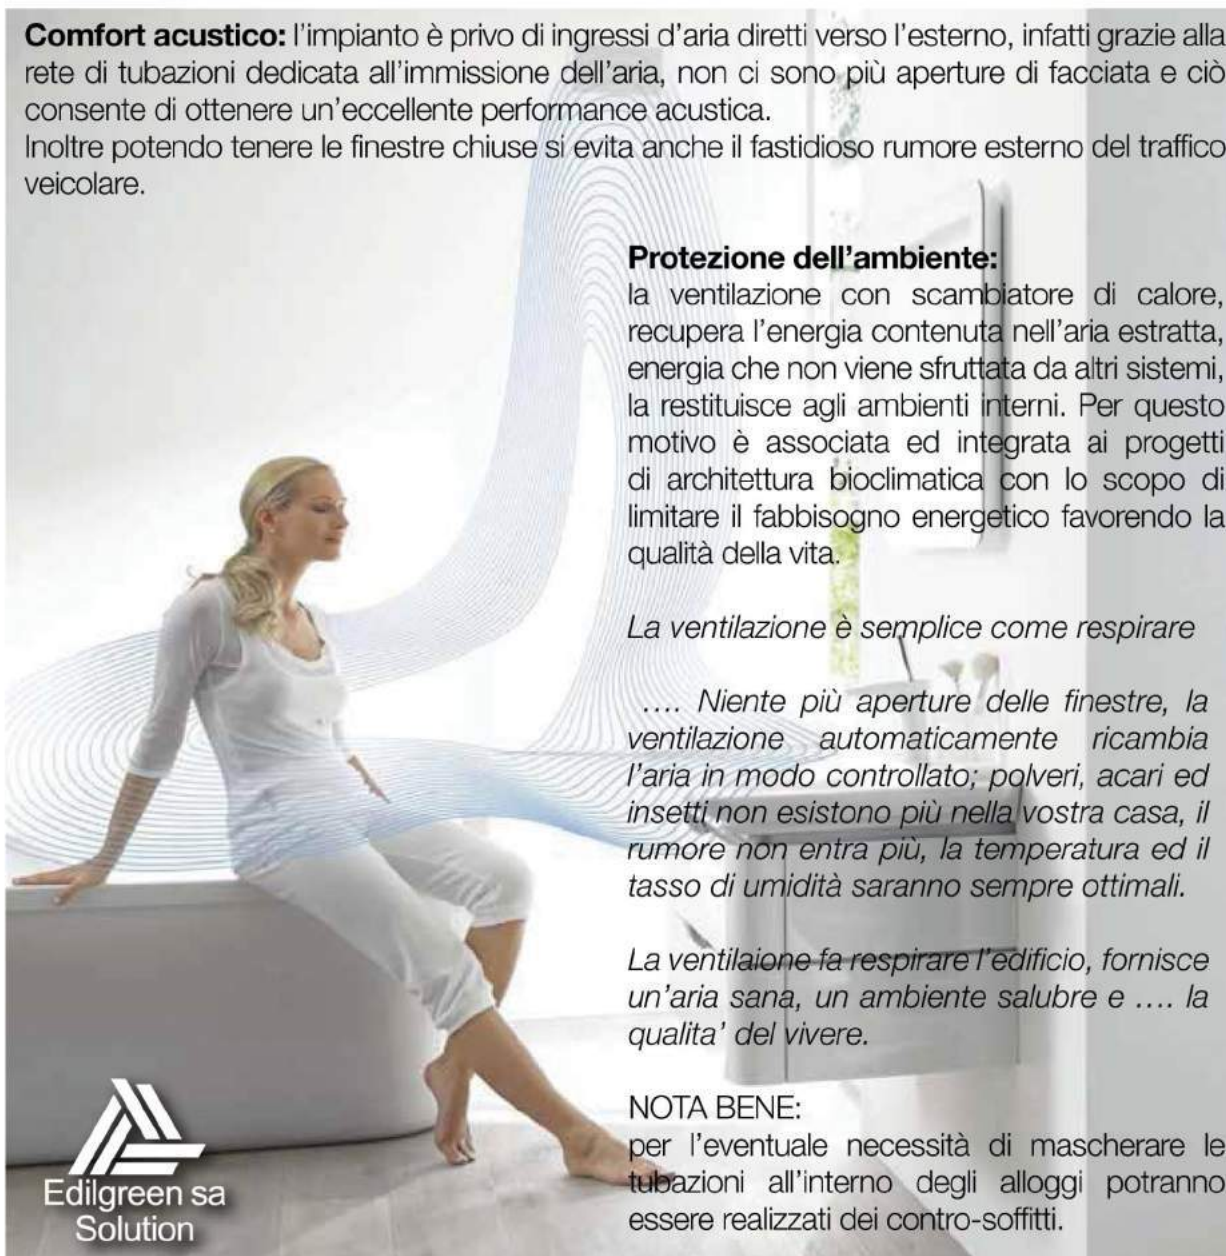 Comfort acustico: l'impianto è privo di ingressi d'aria diretti verso l'esterno, infatti grazie alla
rete di tubazioni dedicata all'immissione dell'aria, non ci sono più aperture di facciata e ciò
consente di ottenere un'eccellente performance acustica.
Inoltre potendo tenere le finestre chiuse si evita anche il fastidioso rumore esterno del traffico
veicolare.
Protezione dell'ambiente:
la ventilazione con scambiatore di calore,
recupera l'energia contenuta nell'aria estratta,
energia che non viene sfruttata da altri sistemi,
la restituisce agli ambienti interni. Per questo
motivo è associata ed integrata ai progetti
di architettura bioclimatica con lo scopo di
limitare il fabbisogno energetico favorendo la
qualità della vita.
La ventilazione è semplice come respirare
.... Niente più aperture delle finestre, la
ventilazione automaticamente ricambia
l'aria in modo controllato; polveri, acari ed
insetti non esistono più nella vostra casa, il
rumore non entra più, la temperatura ed il
tasso di umidità saranno sempre ottimali.
La ventilaione fa respirare l'edificio, fornisce
un'aria sana, un ambiente salubre e .... la
qualita' del vivere.
NOTA BENE:
per l'eventuale necessità di mascherare le
tubazioni all'interno degli alloggi potranno
essere realizzati dei contro-soffitti.
Edilgreen sa
Solution